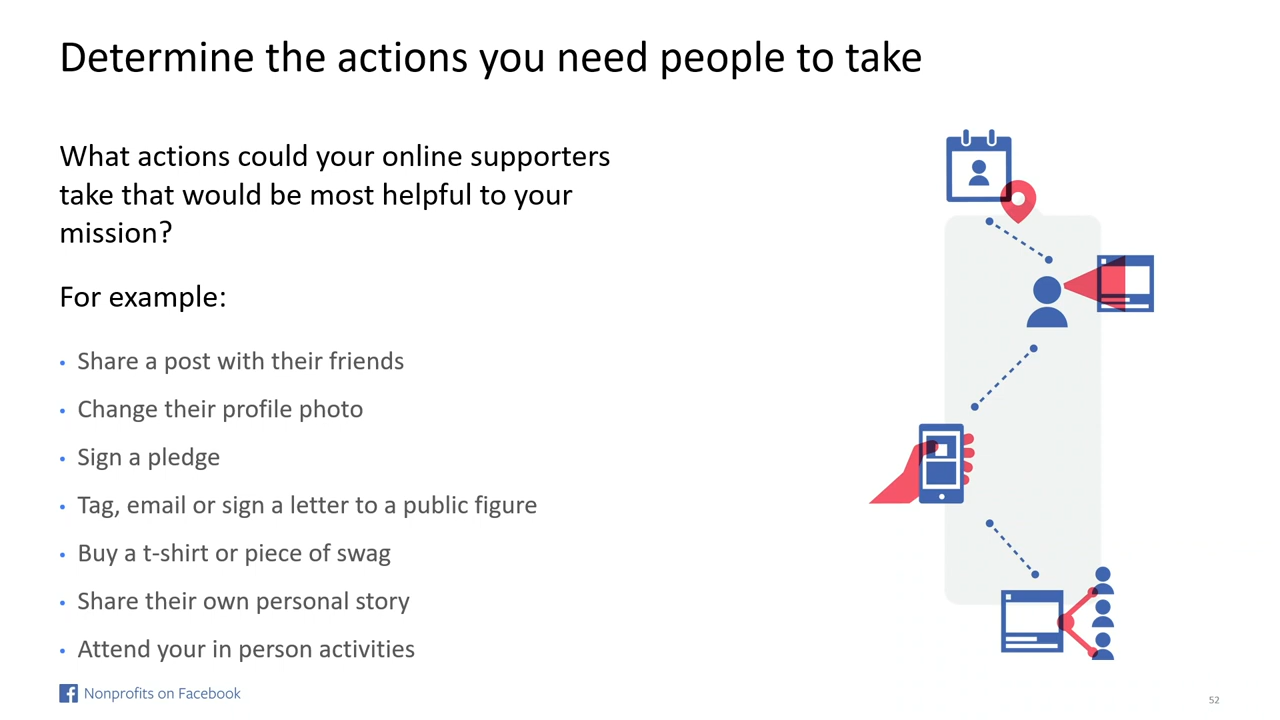 Determine the actions you need people to take
What actions could your online supporters
take that would be most helpful to your
mission?
For example:
• Share a post with their friends
• Change their profile photo
• Sign a pledge
• Tag, email or sign a letter to a public figure
• Buy a t-shirt or piece of swag
• Share their own personal story
• Attend your in person activities
Nonprofits on Facebook
52